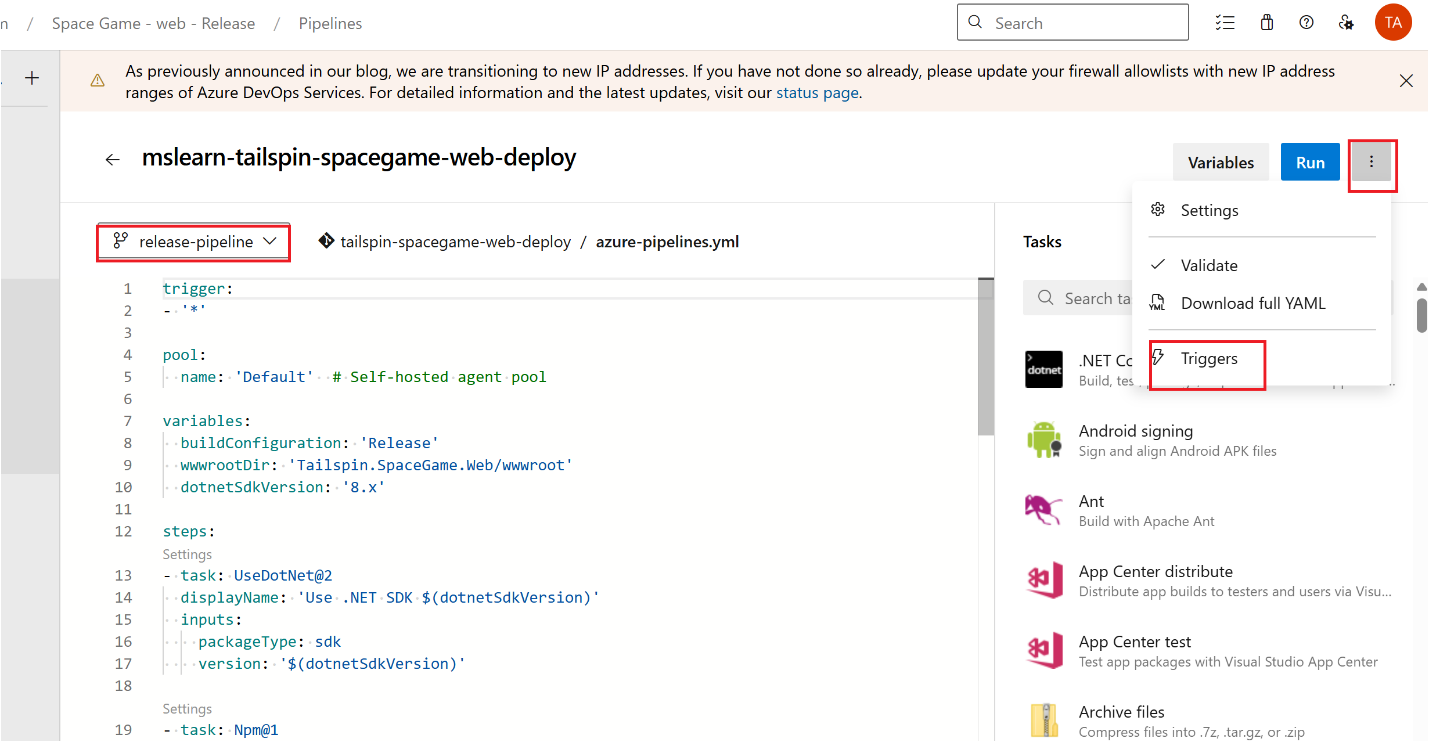 n / Space Game - web - Release / Pipelines
Search
TA
As previously announced in our blog, we are transitioning to new IP addresses. If you have not done so already, please update your firewall allowlists with new IP address
ranges of Azure DevOps Services. For detailed information and the latest updates, visit our status page.
mslearn-tailspin-spacegame-web-deploy
Variables
Run
Settings
Validate
Download full YAML
Triggers
release-pipeline
tailspin-spacegame-web-deploy / azure-pipelines.yml
1 trigger:
2 - '*'
3
4 pool:
5 name: 'Default' # Self-hosted agent pool
6
7 variables:
8 buildConfiguration: 'Release'
9 wwwrootDir: 'Tailspin.SpaceGame.Web/wwwroot'
10 dotnetSdkVersion: '8.x'
11
12 steps:
Settings
13 - task: UseDotNet@2
14 displayName: 'Use .NET SDK $(dotnetSdkVersion)'
15 inputs:
16 packageType: sdk
17 version: '$(dotnetSdkVersion)'
18
Settings
19 - task: Npm@1
Tasks
Search ta
dotnet
.NET Co
Build, test
Android signing
Sign and align Android APK files
Ant
Build with Apache Ant
App Center distribute
Distribute app builds to testers and users via Visu...
App Center test
Test app packages with Visual Studio App Center
Archive files
Compress files into .7z, .tar.gz, or .zip